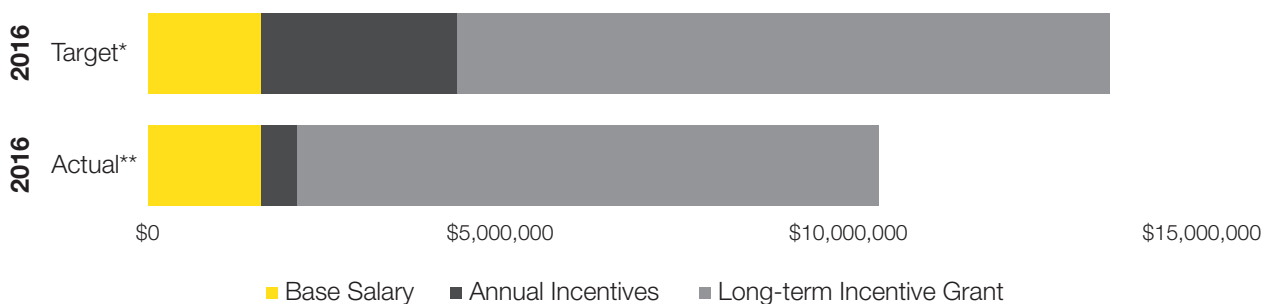 2016 Target*
2016 Actual**
$0 $5,000,000 $10,000,000 $15,000,000
Base Salary Annual Incentives Long-term Incentive Grant